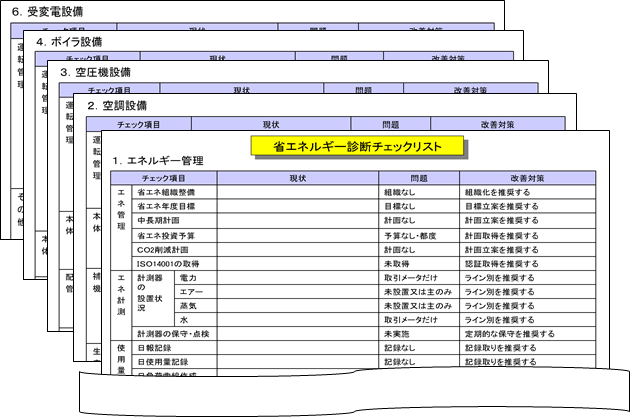 6．受変電設備
チェック項目 現状 問題 改善対策
運転管理
その他
4．ボイラ設備
チェック項目 現状 問題 改善対策
運転管理
本体
3．空圧機設備
チェック項目 現状 問題 改善対策
運転管理
本体
配管
2．空調設備
チェック項目 現状 問題 改善対策
運転管理
本体
補機
省エネルギー診断チェックリスト
1．エネルギー管理
チェック項目 現状 問題 改善対策
エネ管理
省エネ組織整備 組織なし 組織化を推奨する
省エネ年度目標 目標なし 目標立案を推奨する
中長期計画 計画なし 計画立案を推奨する
省エネ投資予算 予算なし・都度 計画取得を推奨する
CO2削減計画 計画なし 計画立案を推奨する
ISO14001の取得 未取得 認証取得を推奨する
エネ計測
計測器の設置状況
電力 取引メータだけ ライン別を推奨する
エアー 未設置又は主のみ ライン別を推奨する
蒸気 未設置又は主のみ ライン別を推奨する
水 取引メータだけ ライン別を推奨する
計測器の保守・点検 未実施 定期的な保守を推奨する
使用量
日報記録 記録なし 記録取りを推奨する
日使用量記録 記録なし 記録取りを推奨する